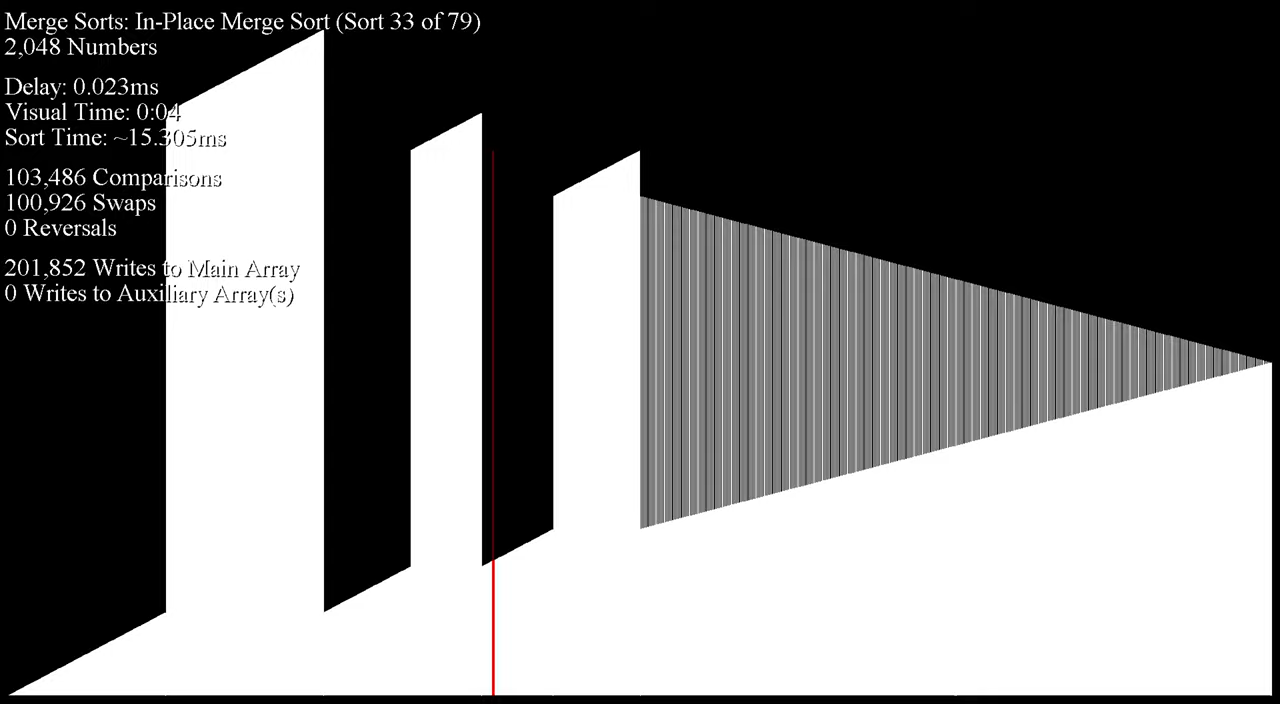 Merge Sorts: In-Place Merge Sort (Sort 33 of 79)
2,048 Numbers
Delay: 0.023ms
Visual Time: 0:04
Sort Time: ~15.305ms
103,486 Comparisons
100,926 Swaps
0 Reversals
201,852 Writes to Main Array
0 Writes to Auxiliary Array(s)